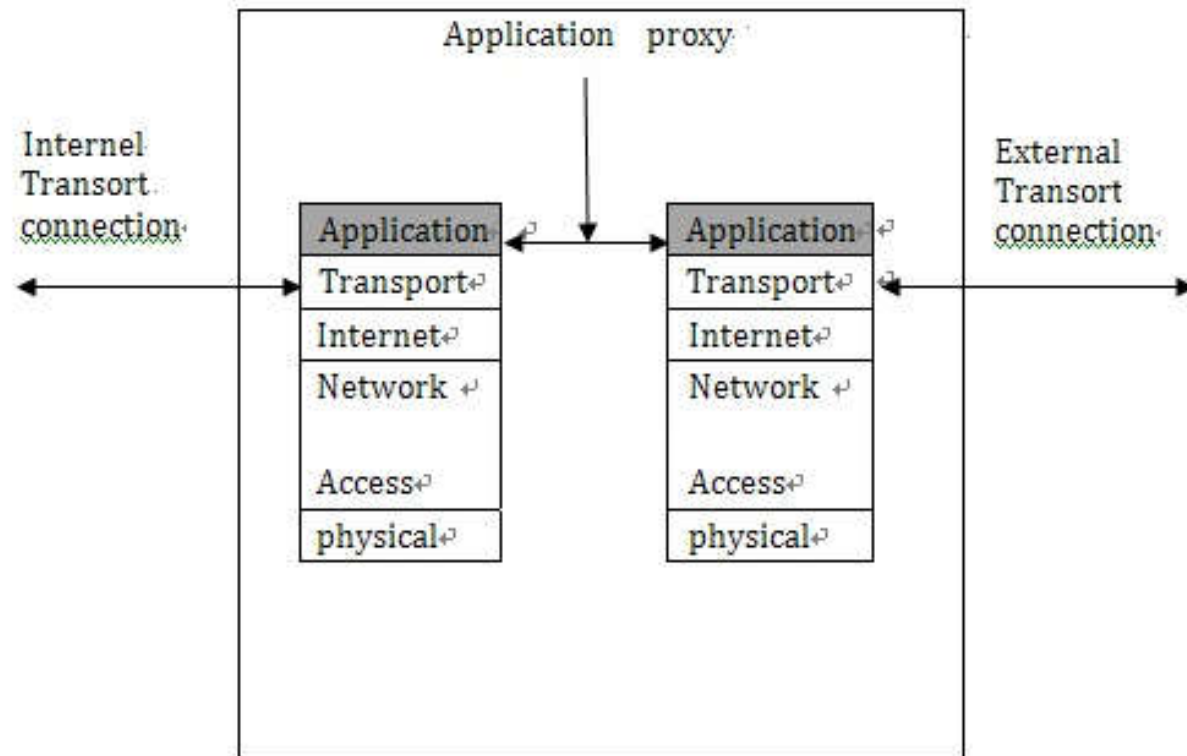 Application proxy
Internel
Transort
connection
External
Transort
connection
Application
Transport
Internet
Network
Access
physical
Application
Transport
Internet
Network
Access
physical